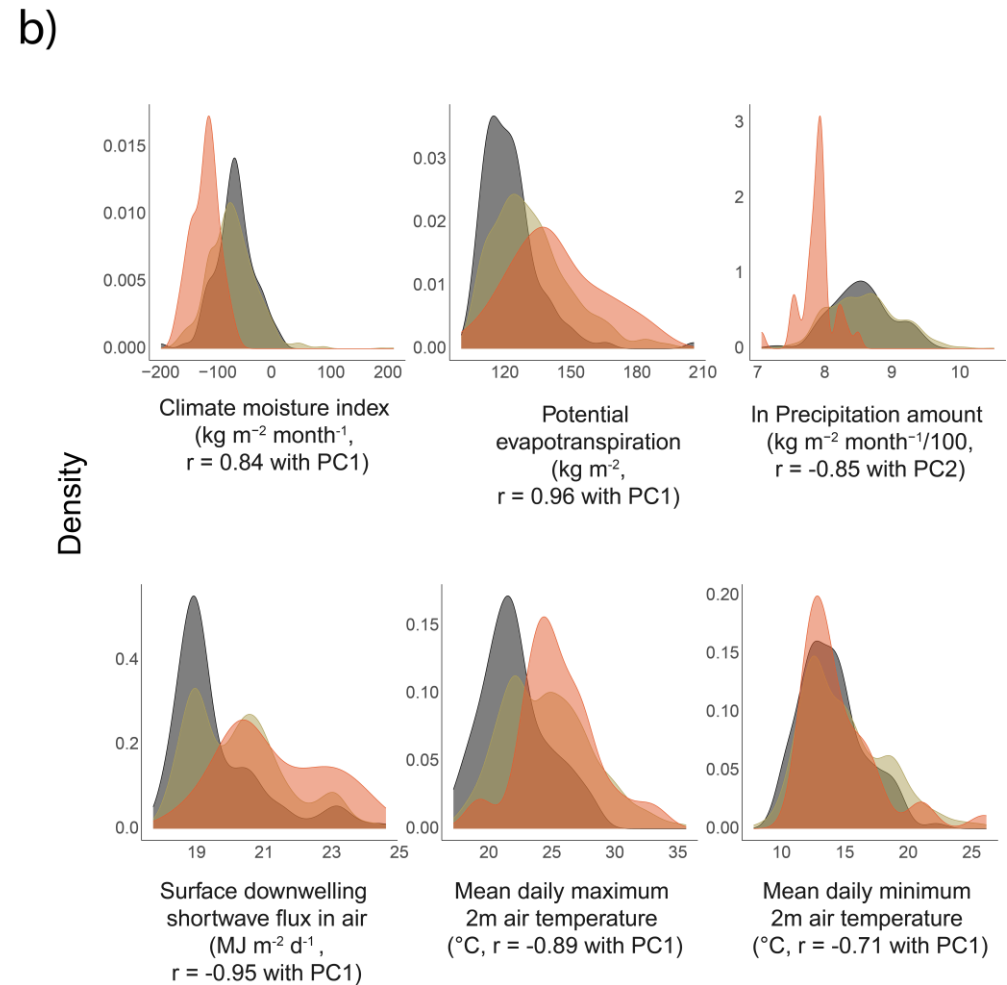 b)
Density
0.015
0.010
0.005
0.000
−200 −100 0 100 200
Climate moisture index
(kg m⁻² month⁻¹,
r = 0.84 with PC1)
0.03
0.02
0.01
0.00
120 150 180 210
Potential
evapotranspiration
(kg m⁻²,
r = 0.96 with PC1)
3
2
1
0
7 8 9 10
ln Precipitation amount
(kg m⁻² month⁻¹/100,
r = -0.85 with PC2)
0.4
0.2
0.0
19 21 23 25
Surface downwelling
shortwave flux in air
(MJ m⁻² d⁻¹ ,
r = -0.95 with PC1)
0.15
0.10
0.05
0.00
20 25 30 35
Mean daily maximum
2m air temperature
(°C, r = -0.89 with PC1)
0.20
0.15
0.10
0.05
0.00
10 15 20 25
Mean daily minimum
2m air temperature
(°C, r = -0.71 with PC1)